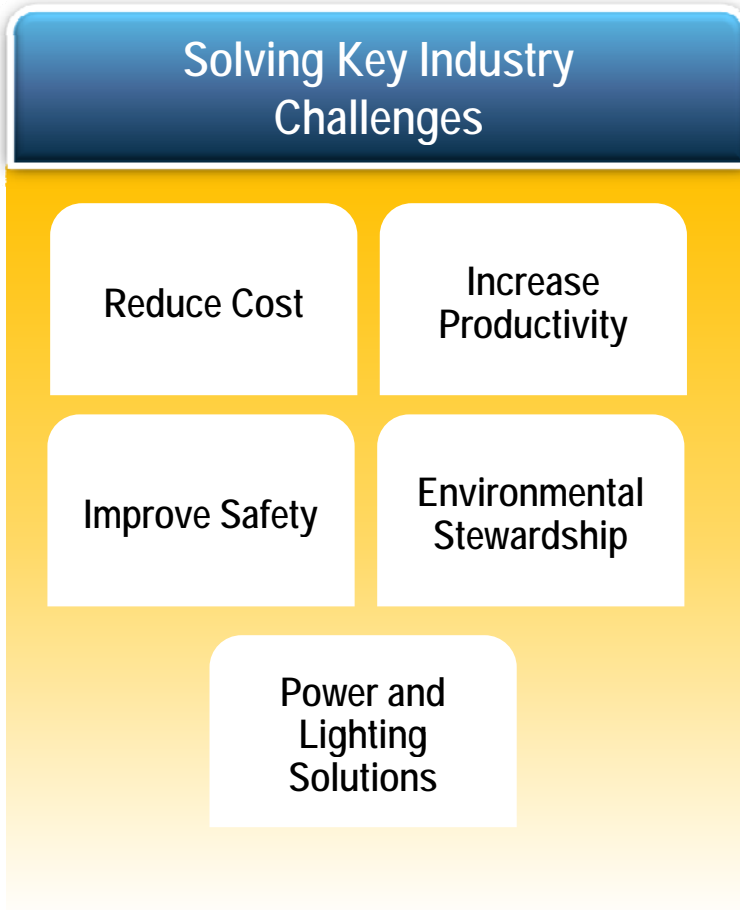 Solving Key Industry
Challenges
Reduce Cost
Increase
Productivity
Improve Safety
Environmental
Stewardship
Power and
Lighting
Solutions